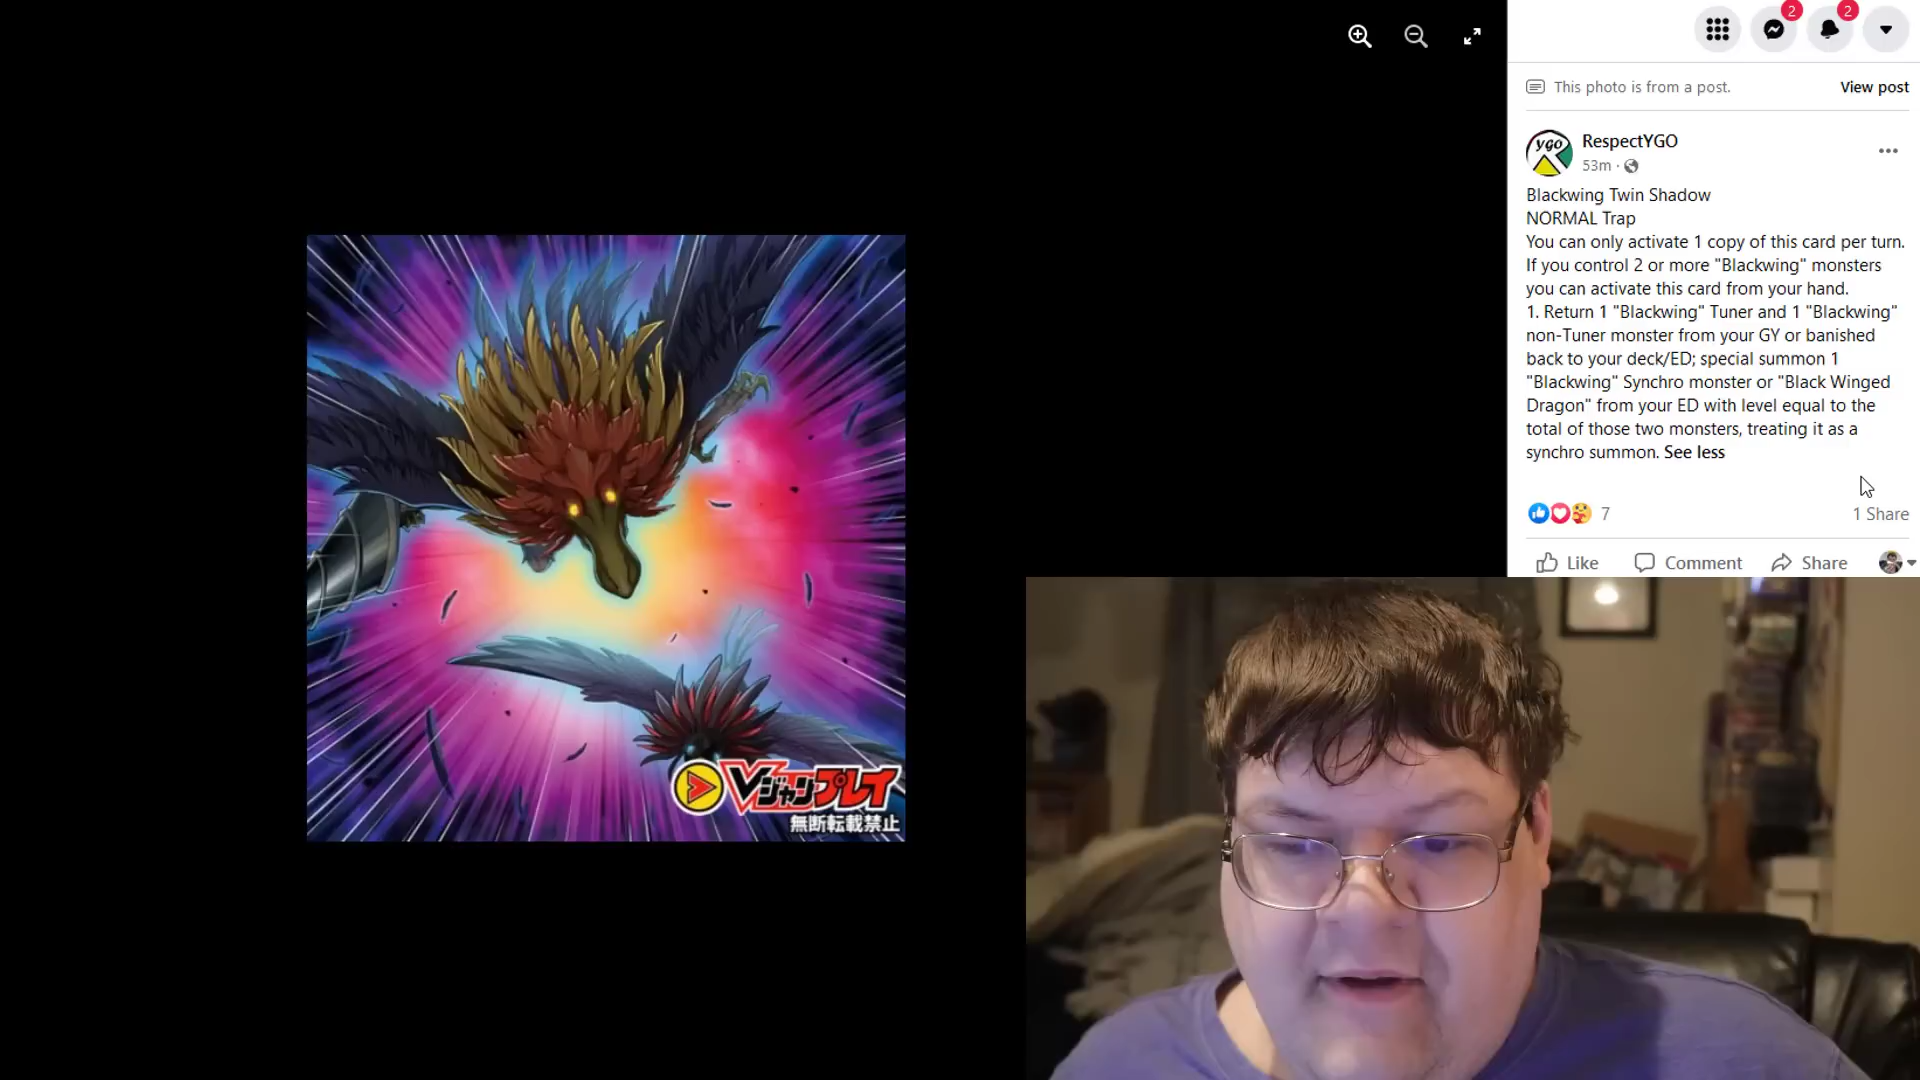 2
2
This photo is from a post.
View post
YGO
RespectYGO
53m ·
Blackwing Twin Shadow
NORMAL Trap
You can only activate 1 copy of this card per turn.
If you control 2 or more "Blackwing" monsters
you can activate this card from your hand.
1. Return 1 "Blackwing" Tuner and 1 "Blackwing"
non-Tuner monster from your GY or banished
back to your deck/ED; special summon 1
"Blackwing" Synchro monster or "Black Winged
Dragon" from your ED with level equal to the
total of those two monsters, treating it as a
synchro summon. See less
7
1 Share
Like
Comment
Share
Vジャンプレイ
無断転載禁止